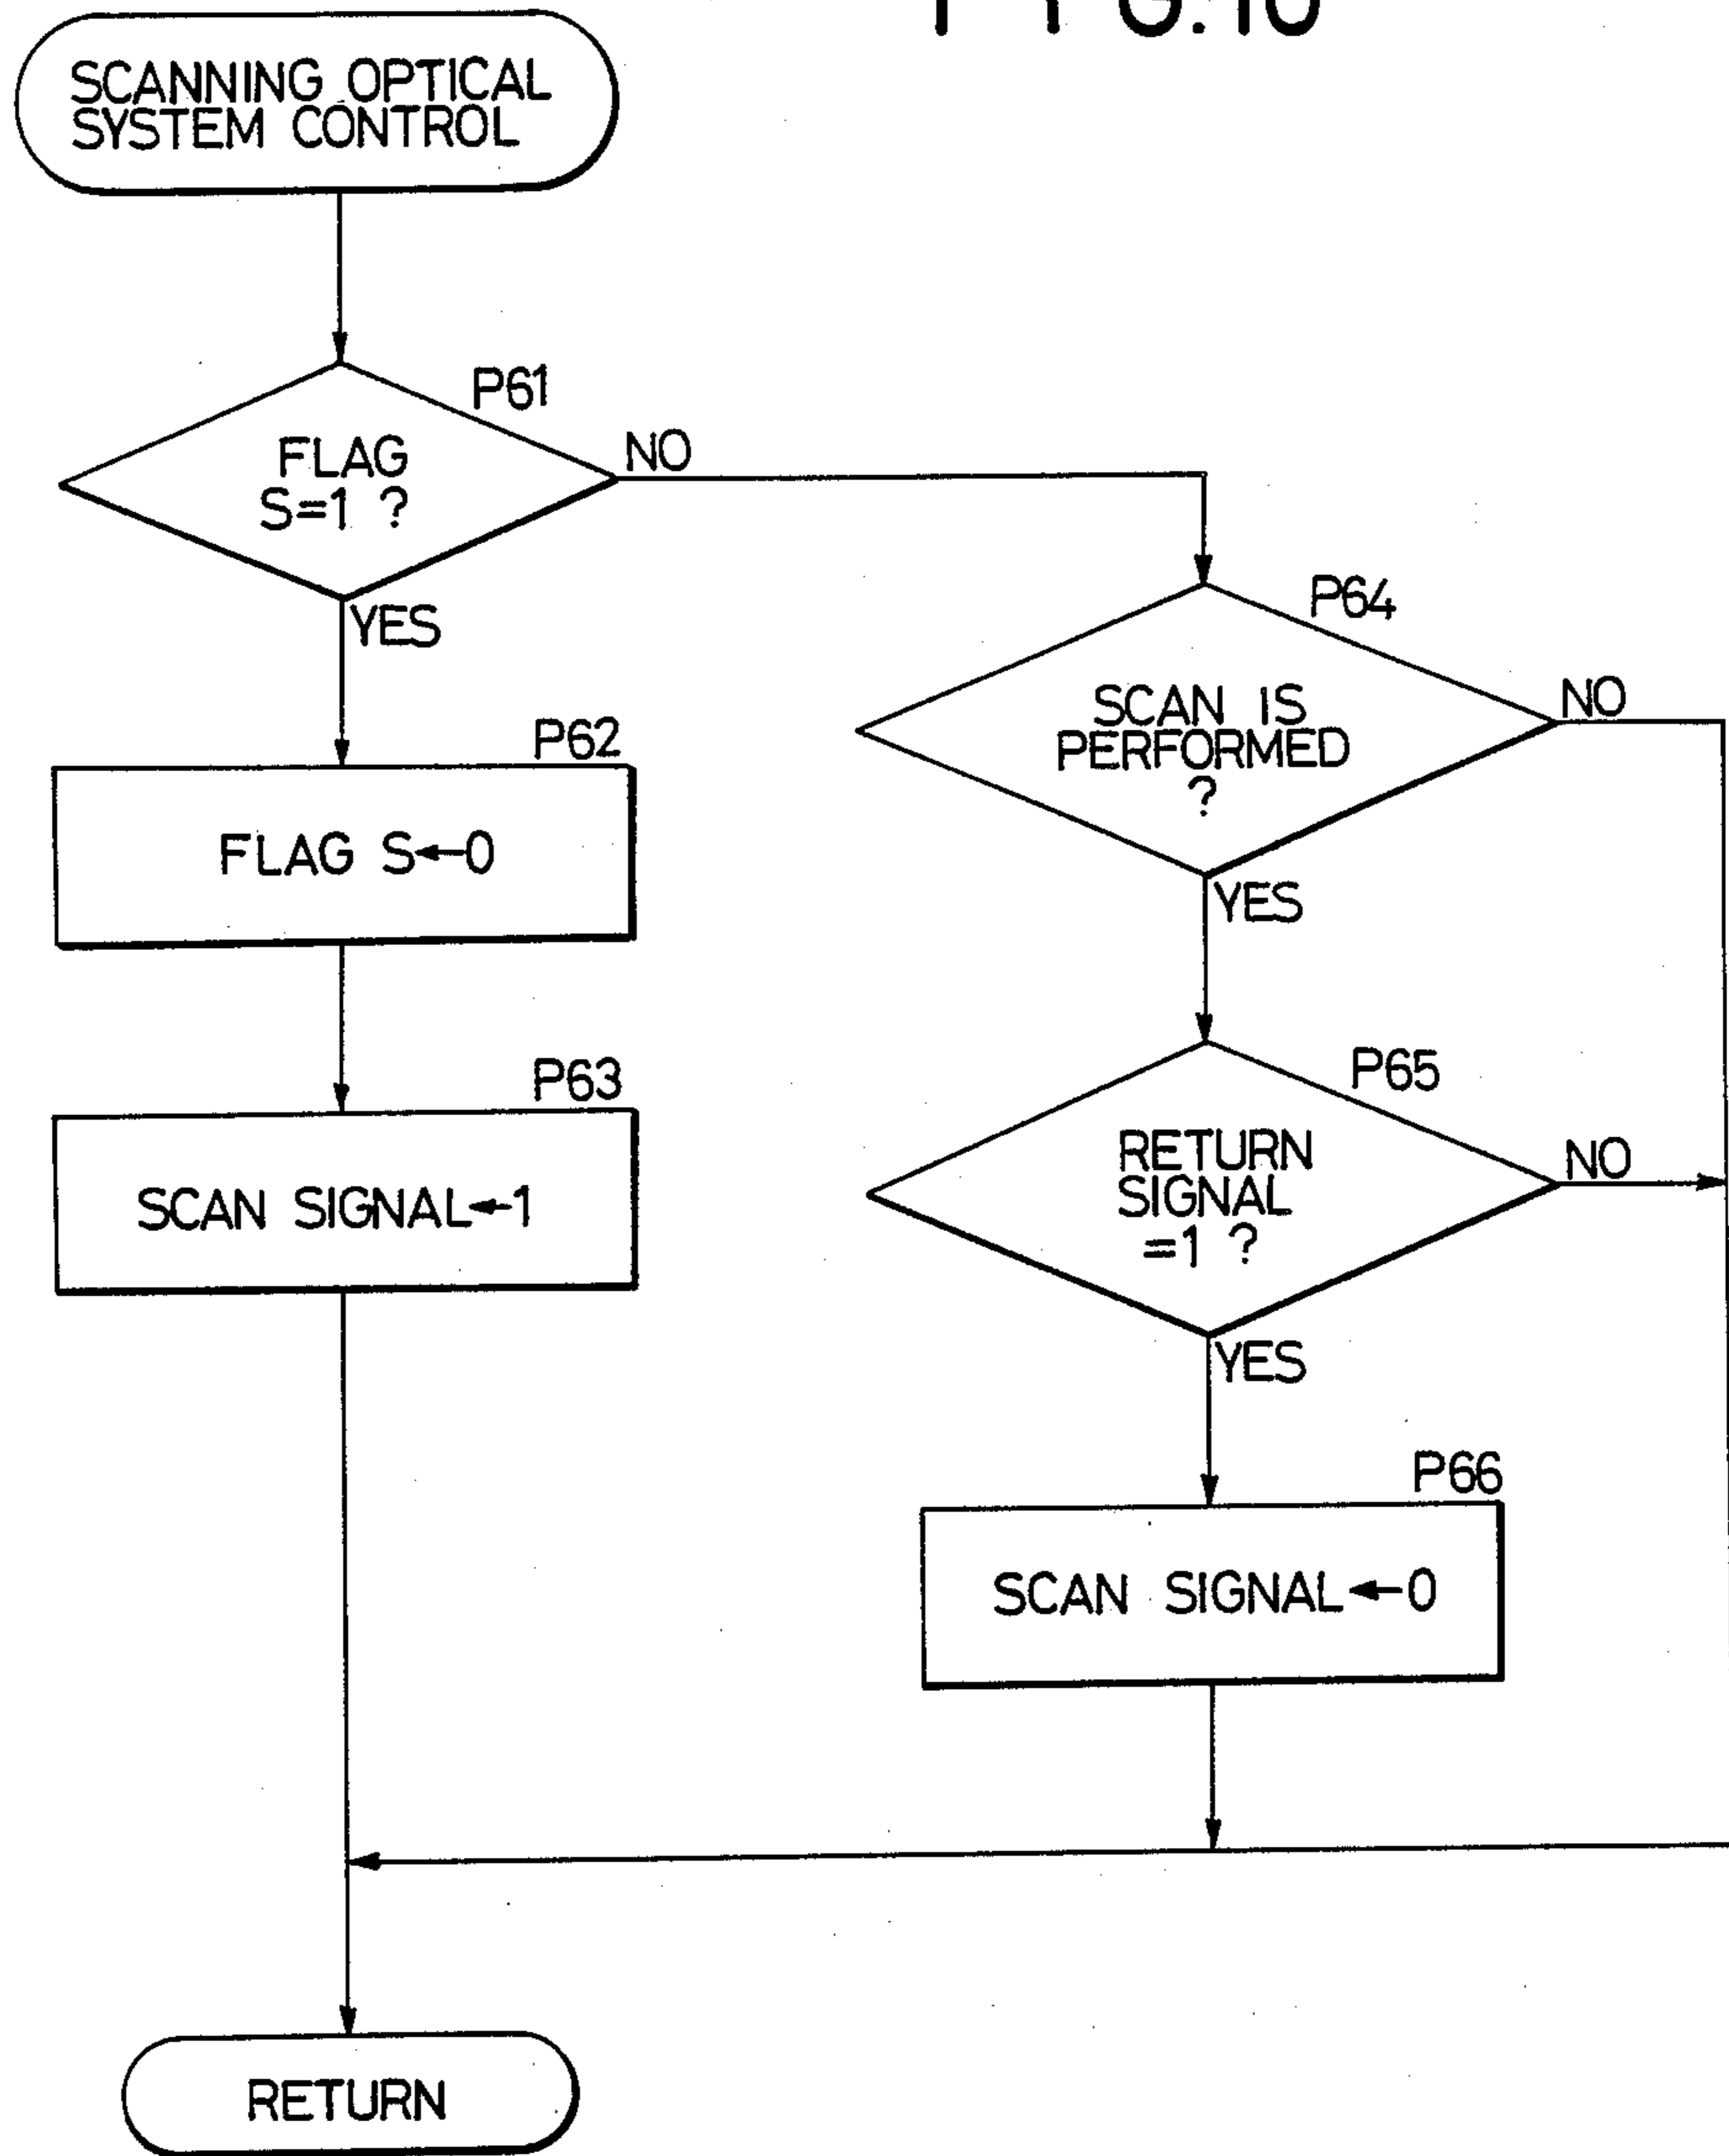 SCANNING OPTICAL
SYSTEM CONTROL
P61
FLAG
S=1 ?
NO
YES
P62
FLAG S←0
P63
SCAN SIGNAL←1
P64
SCAN IS
PERFORMED
?
NO
YES
P65
RETURN
SIGNAL
=1 ?
NO
YES
P66
SCAN SIGNAL←0
RETURN